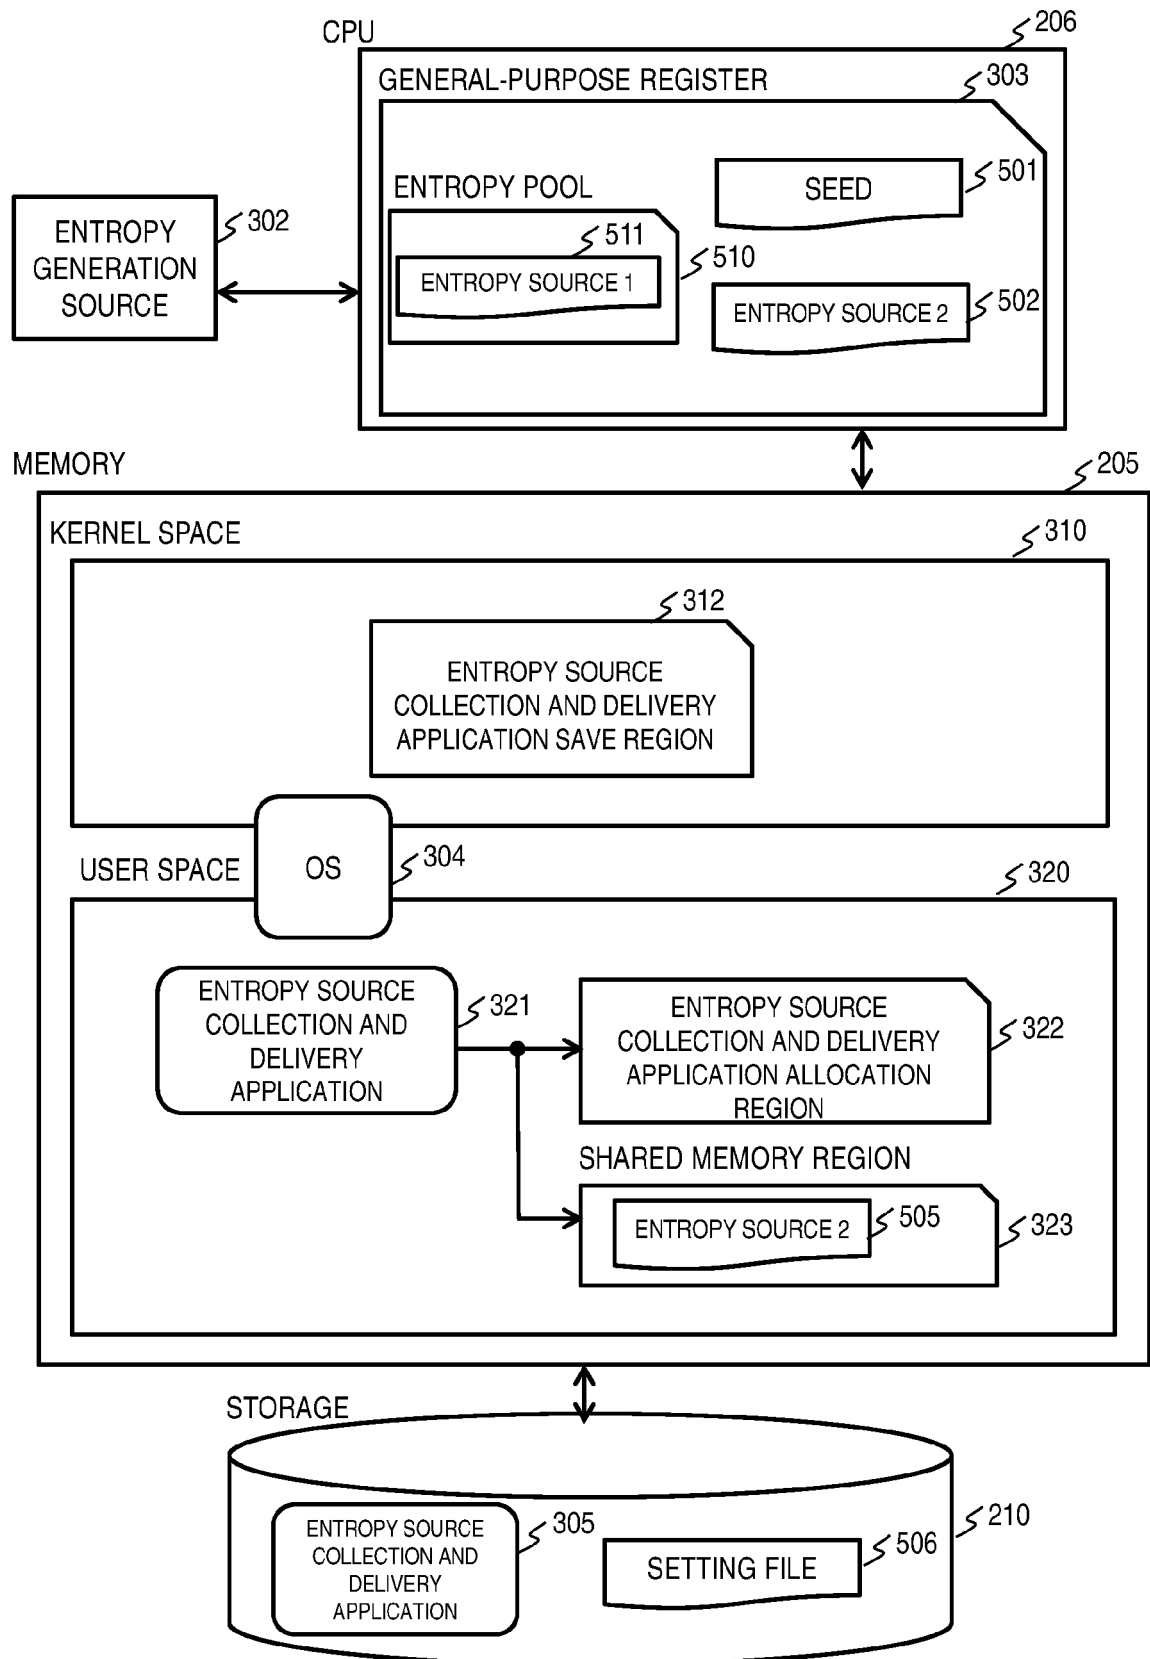 CPU
206
GENERAL-PURPOSE REGISTER
303
ENTROPY POOL
SEED
501
ENTROPY
GENERATION
SOURCE
302
511
510
ENTROPY SOURCE 1
ENTROPY SOURCE 2
502
MEMORY
205
KERNEL SPACE
310
312
ENTROPY SOURCE
COLLECTION AND DELIVERY
APPLICATION SAVE REGION
USER SPACE
OS
304
320
ENTROPY SOURCE
COLLECTION AND
DELIVERY
APPLICATION
321
ENTROPY SOURCE
COLLECTION AND DELIVERY
APPLICATION ALLOCATION
REGION
322
SHARED MEMORY REGION
ENTROPY SOURCE 2
505
323
STORAGE
210
ENTROPY SOURCE
COLLECTION AND
DELIVERY
APPLICATION
305
SETTING FILE
506